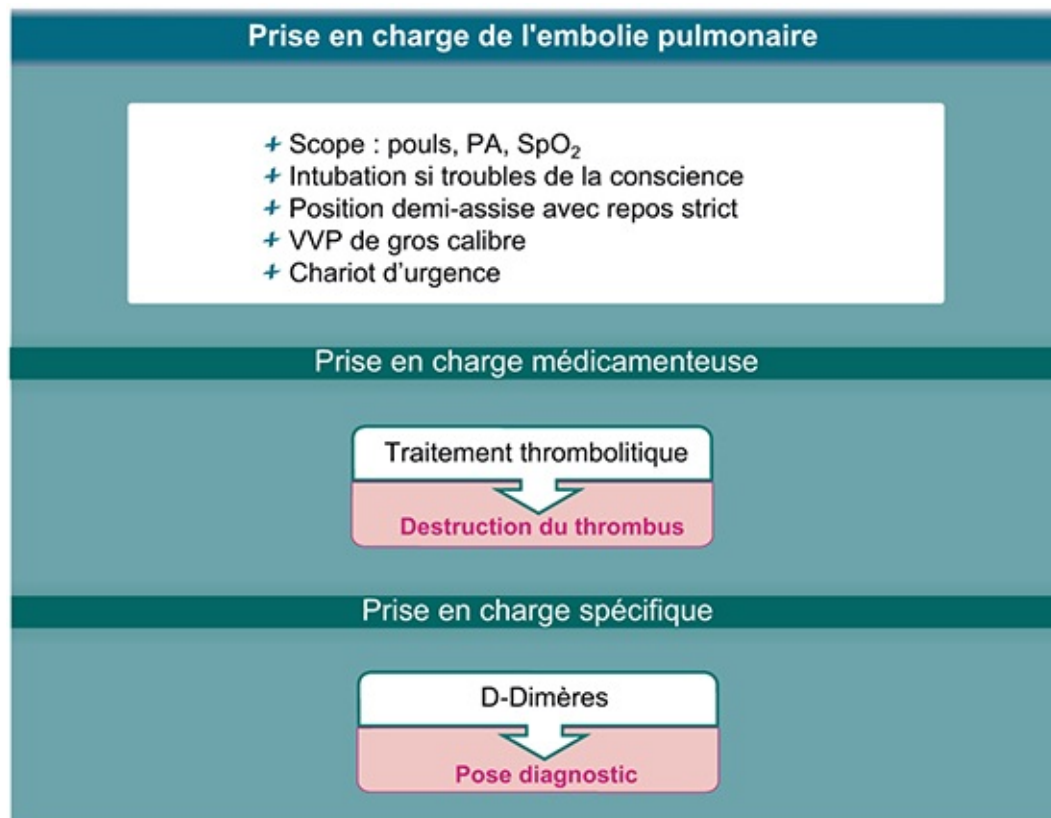 Prise en charge de l'embolie pulmonaire
+ Scope : pouls, PA, SpO₂
+ Intubation si troubles de la conscience
+ Position demi-assise avec repos strict
+ VVP de gros calibre
+ Chariot d’urgence
Prise en charge médicamenteuse
Traitement thrombolitique
Destruction du thrombus
Prise en charge spécifique
D-Dimères
Pose diagnostic